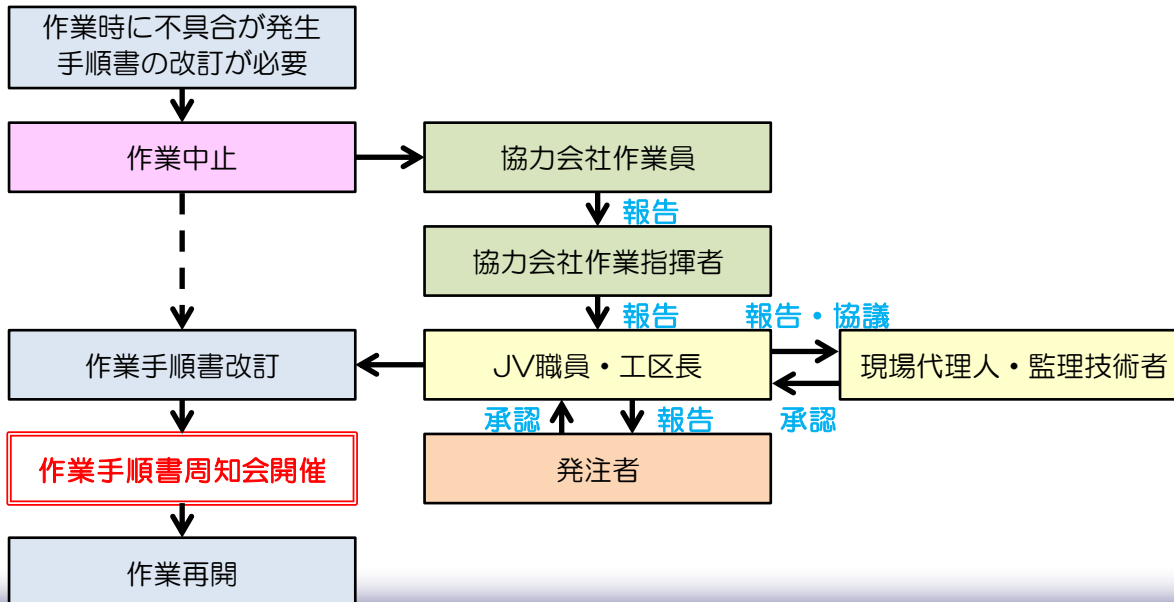 作業時に不具合が発生
手順書の改訂が必要
作業中止
協力会社作業員
報告
協力会社作業指揮者
報告
報告・協議
作業手順書改訂
JV職員・工区長
現場代理人・監理技術者
承認
報告
承認
作業手順書周知会開催
発注者
作業再開